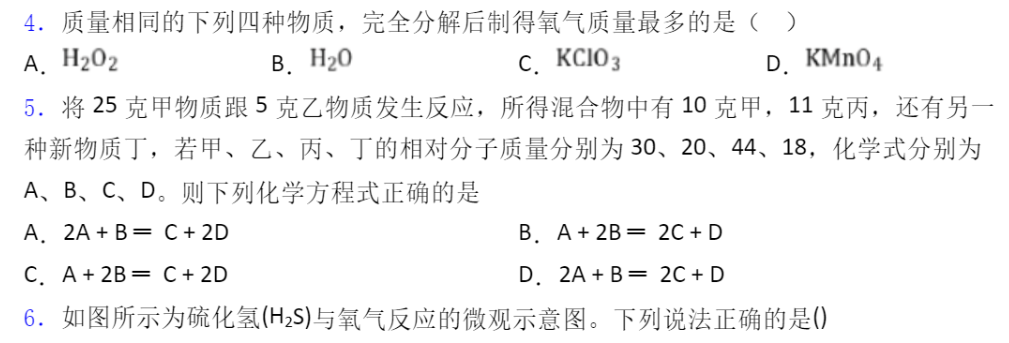 4．质量相同的下列四种物质，完全分解后制得氧气质量最多的是（　）
A．H₂O₂　B．H₂O　C．KClO₃　D．KMnO₄
5．将 25 克甲物质跟 5 克乙物质发生反应，所得混合物中有 10 克甲，11 克丙，还有另一
种新物质丁，若甲、乙、丙、丁的相对分子质量分别为 30、20、44、18，化学式分别为
A、B、C、D。则下列化学方程式正确的是
A．2A + B＝ C + 2D　B．A + 2B＝ 2C + D
C．A + 2B＝ C + 2D　D．2A + B＝ 2C + D
6．如图所示为硫化氢(H₂S)与氧气反应的微观示意图。下列说法正确的是()